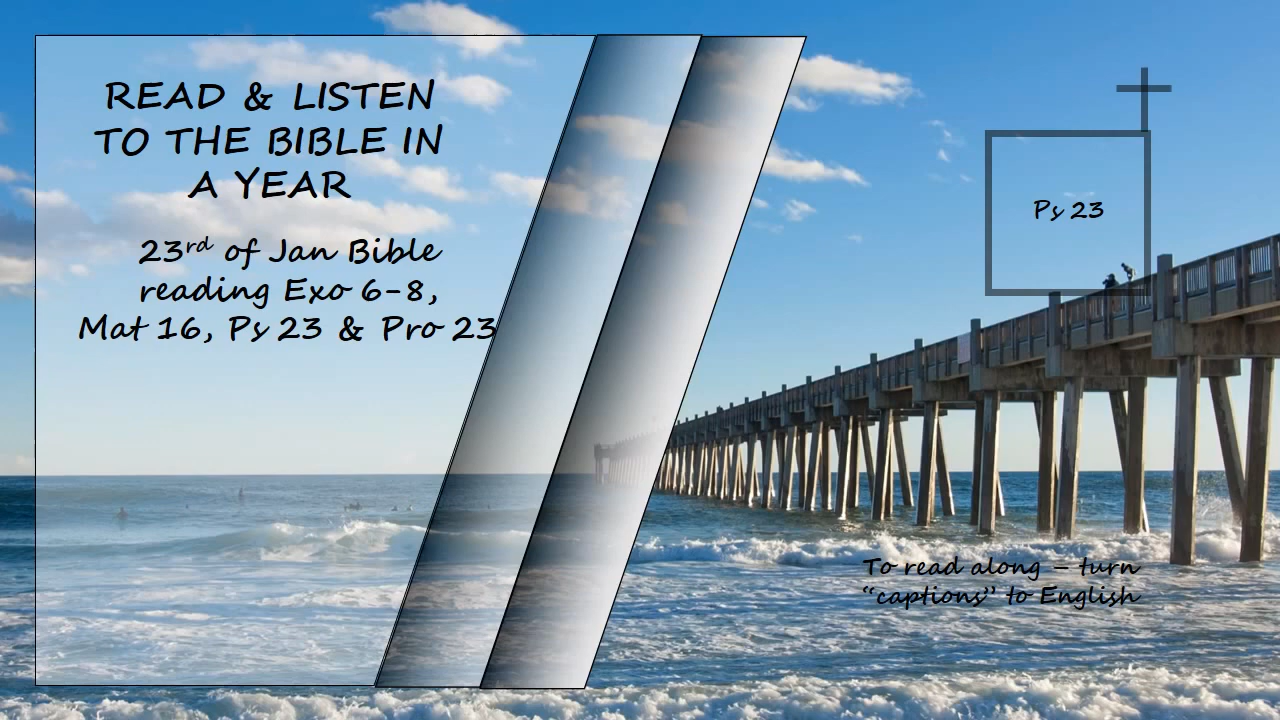 READ & LISTEN
TO THE BIBLE IN
A YEAR
23rd of Jan Bible
reading Exo 6-8,
Mat 16, Ps 23 & Pro 23
Ps 23
To read along – turn
“captions” to English